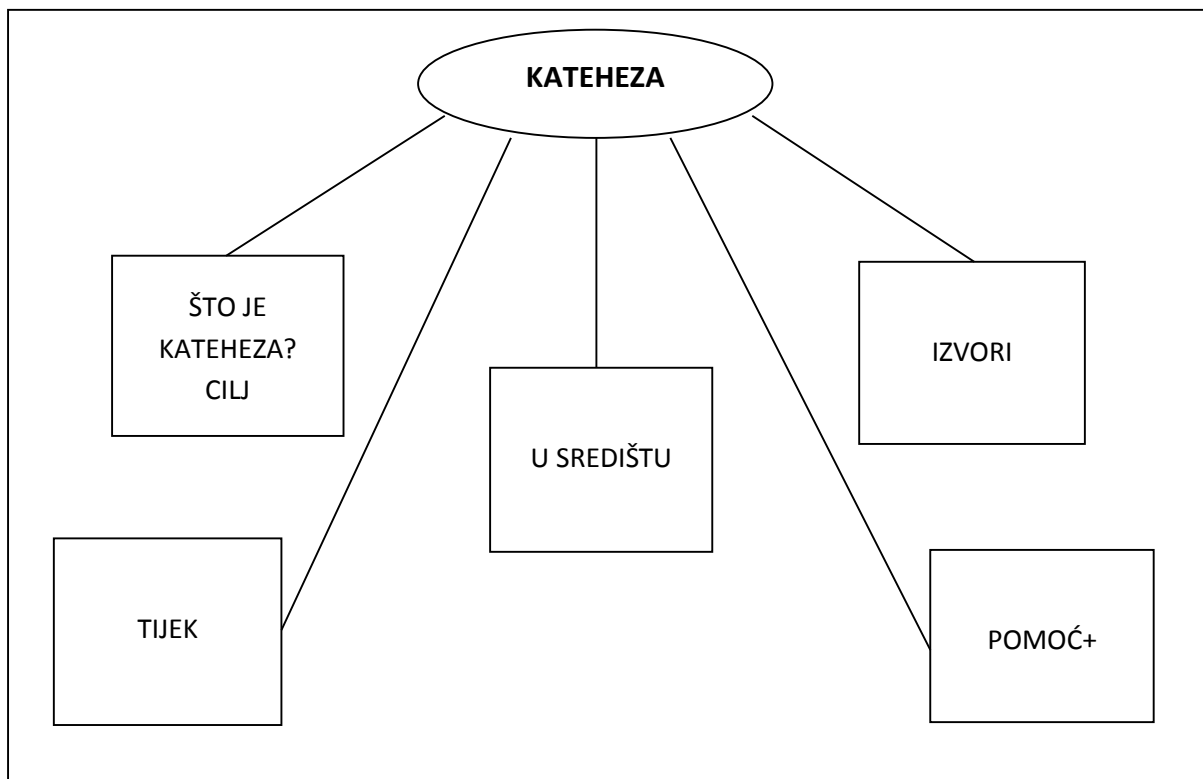 KATEHEZA
ŠTO JE
KATEHEZA?
CILJ
IZVORI
U SREDIŠTU
TIJEK
POMOĆ+